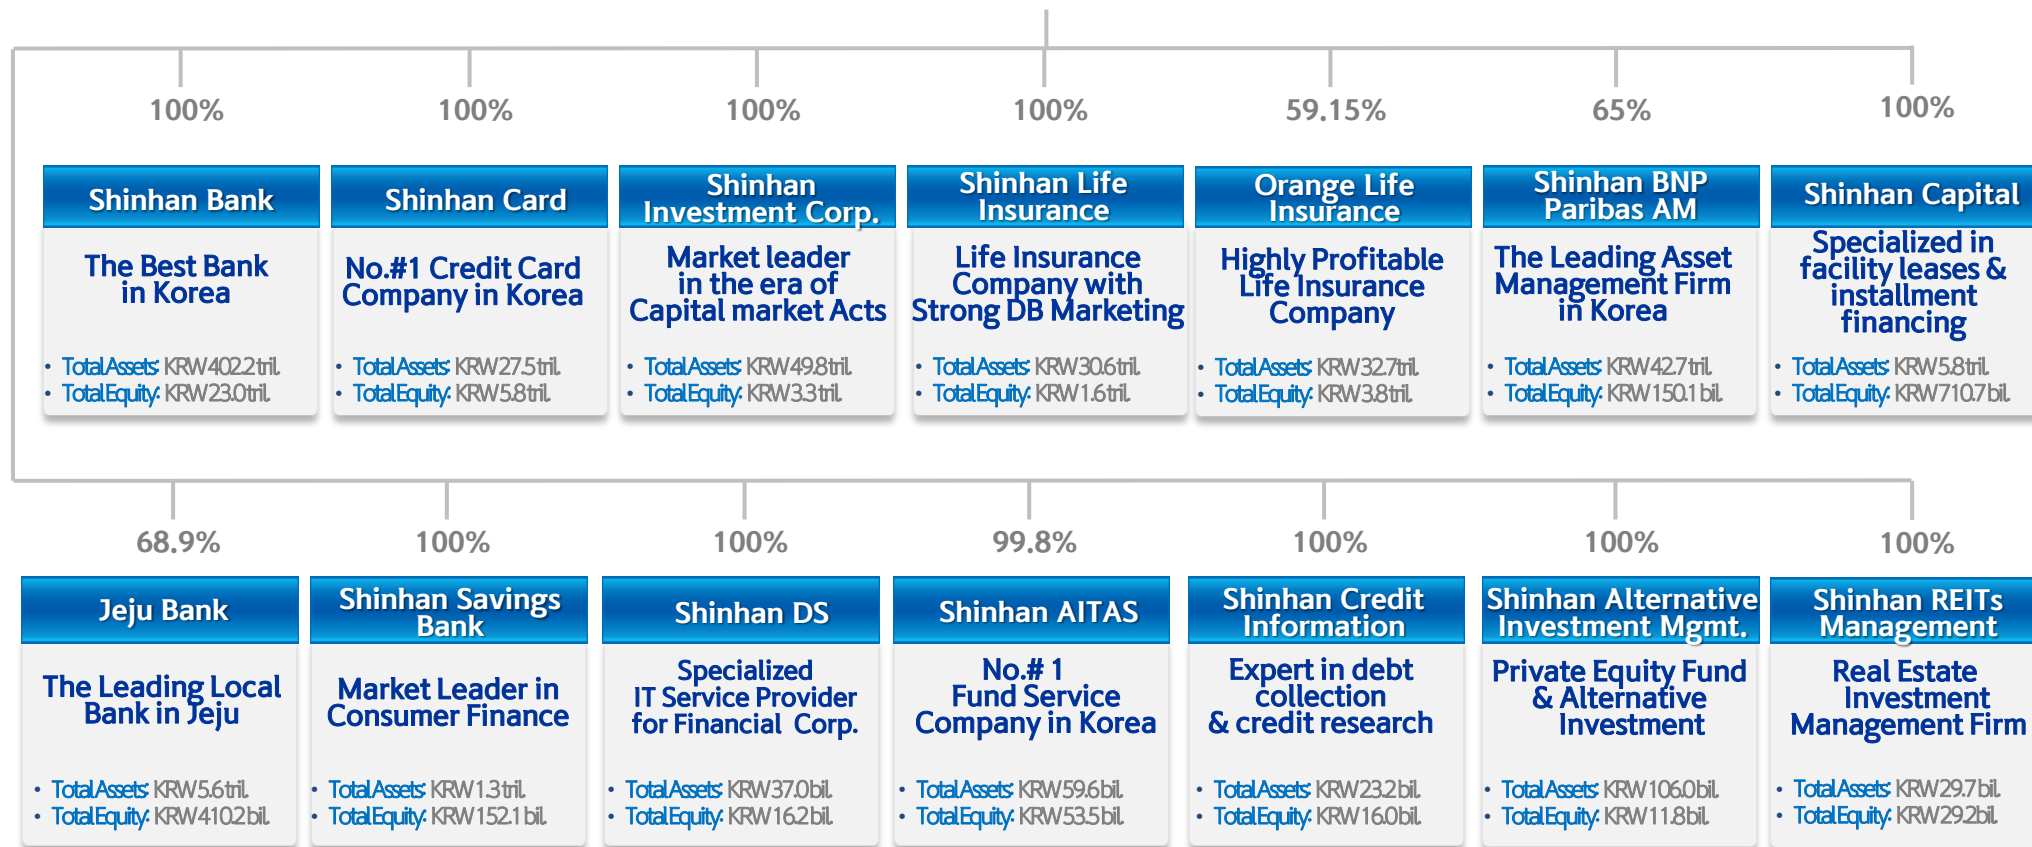 100%
100%
100%
100%
59.15%
65%
100%
Shinhan Bank
The Best Bank
in Korea
• Total Assets: KRW 402.2 tril.
• Total Equity: KRW 23.0 tril.
Shinhan Card
No.#1 Credit Card
Company in Korea
• Total Assets: KRW 27.5 tril.
• Total Equity: KRW 5.8 tril.
Shinhan
Investment Corp.
Market leader
in the era of
Capital market Acts
• Total Assets: KRW 49.8 tril.
• Total Equity: KRW 3.3 tril.
Shinhan Life
Insurance
Life Insurance
Company with
Strong DB Marketing
• Total Assets: KRW 30.6 tril.
• Total Equity: KRW 1.6 tril.
Orange Life
Insurance
Highly Profitable
Life Insurance
Company
• Total Assets: KRW 32.7 tril.
• Total Equity: KRW 3.8 tril.
Shinhan BNP
Paribas AM
The Leading Asset
Management Firm
in Korea
• Total Assets: KRW 42.7 tril.
• Total Equity: KRW 150.1 bil.
Shinhan Capital
Specialized in
facility leases &
installment
financing
• Total Assets: KRW 5.8 tril.
• Total Equity: KRW 710.7 bil.
68.9%
100%
100%
99.8%
100%
100%
100%
Jeju Bank
The Leading Local
Bank in Jeju
• Total Assets: KRW 5.6 tril.
• Total Equity: KRW 410.2 bil.
Shinhan Savings
Bank
Market Leader in
Consumer Finance
• Total Assets: KRW 1.3 tril.
• Total Equity: KRW 152.1 bil.
Shinhan DS
Specialized
IT Service Provider
for Financial Corp.
• Total Assets: KRW 37.0 bil.
• Total Equity: KRW 16.2 bil.
Shinhan AITAS
No.# 1
Fund Service
Company in Korea
• Total Assets: KRW 59.6 bil.
• Total Equity: KRW 53.5 bil.
Shinhan Credit
Information
Expert in debt
collection
& credit research
• Total Assets: KRW 23.2 bil.
• Total Equity: KRW 16.0 bil.
Shinhan Alternative
Investment Mgmt.
Private Equity Fund
& Alternative
Investment
• Total Assets: KRW 106.0 bil.
• Total Equity: KRW 11.8 bil.
Shinhan REITs
Management
Real Estate
Investment
Management Firm
• Total Assets: KRW 29.7 bil.
• Total Equity: KRW 29.2 bil.